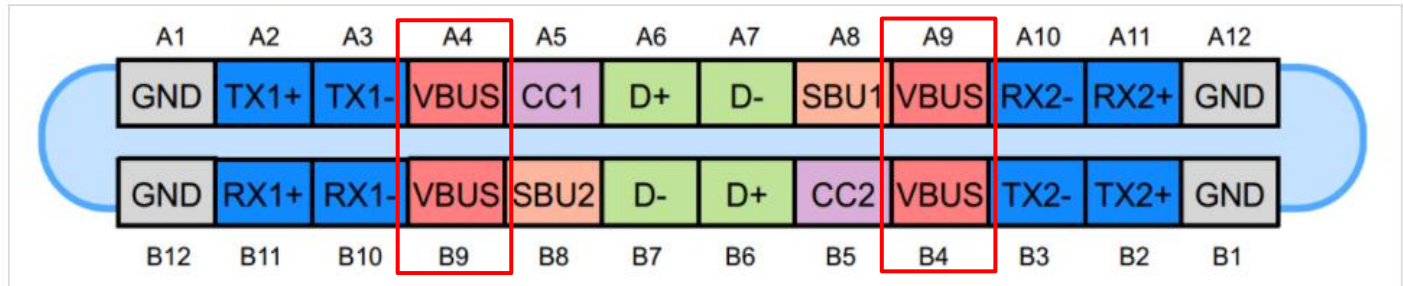 A1 A2 A3 A4 A5 A6 A7 A8 A9 A10 A11 A12
GND TX1+ TX1- VBUS CC1 D+ D- SBU1 VBUS RX2- RX2+ GND
GND RX1+ RX1- VBUS SBU2 D- D+ CC2 VBUS TX2- TX2+ GND
B12 B11 B10 B9 B8 B7 B6 B5 B4 B3 B2 B1